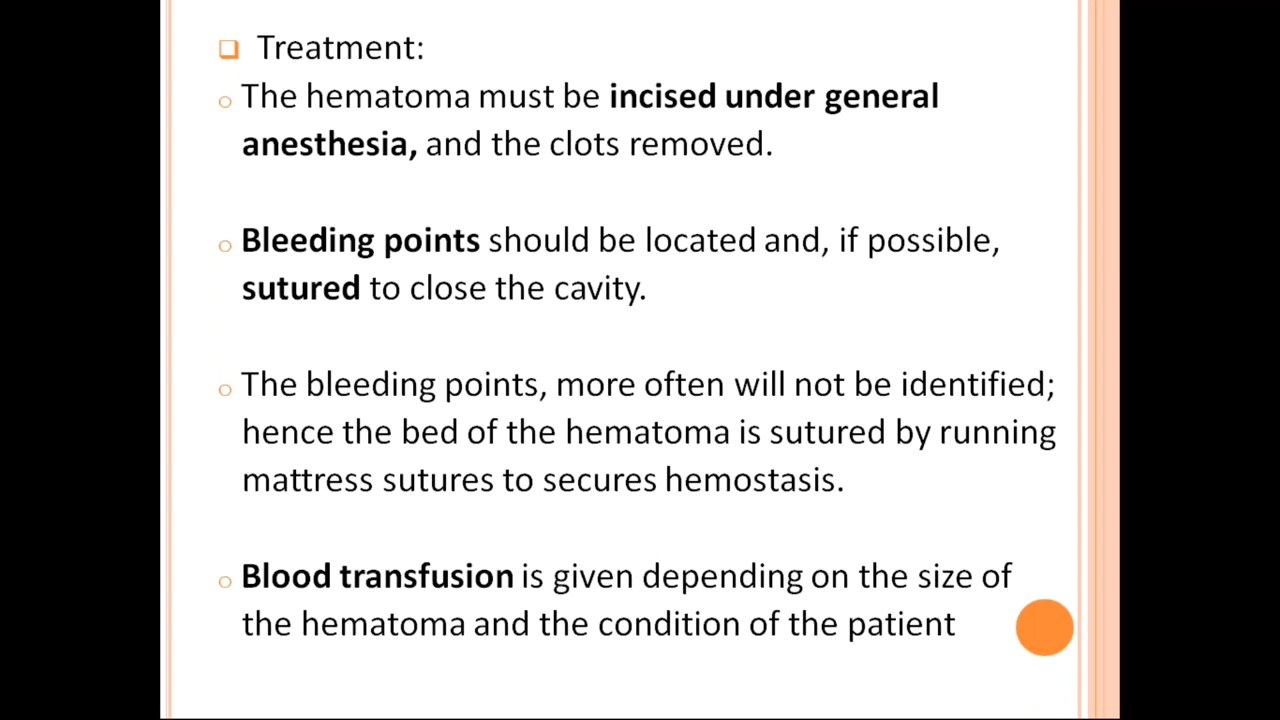 Treatment:
The hematoma must be incised under general
anesthesia, and the clots removed.
Bleeding points should be located and, if possible,
sutured to close the cavity.
The bleeding points, more often will not be identified;
hence the bed of the hematoma is sutured by running
mattress sutures to secures hemostasis.
Blood transfusion is given depending on the size of
the hematoma and the condition of the patient